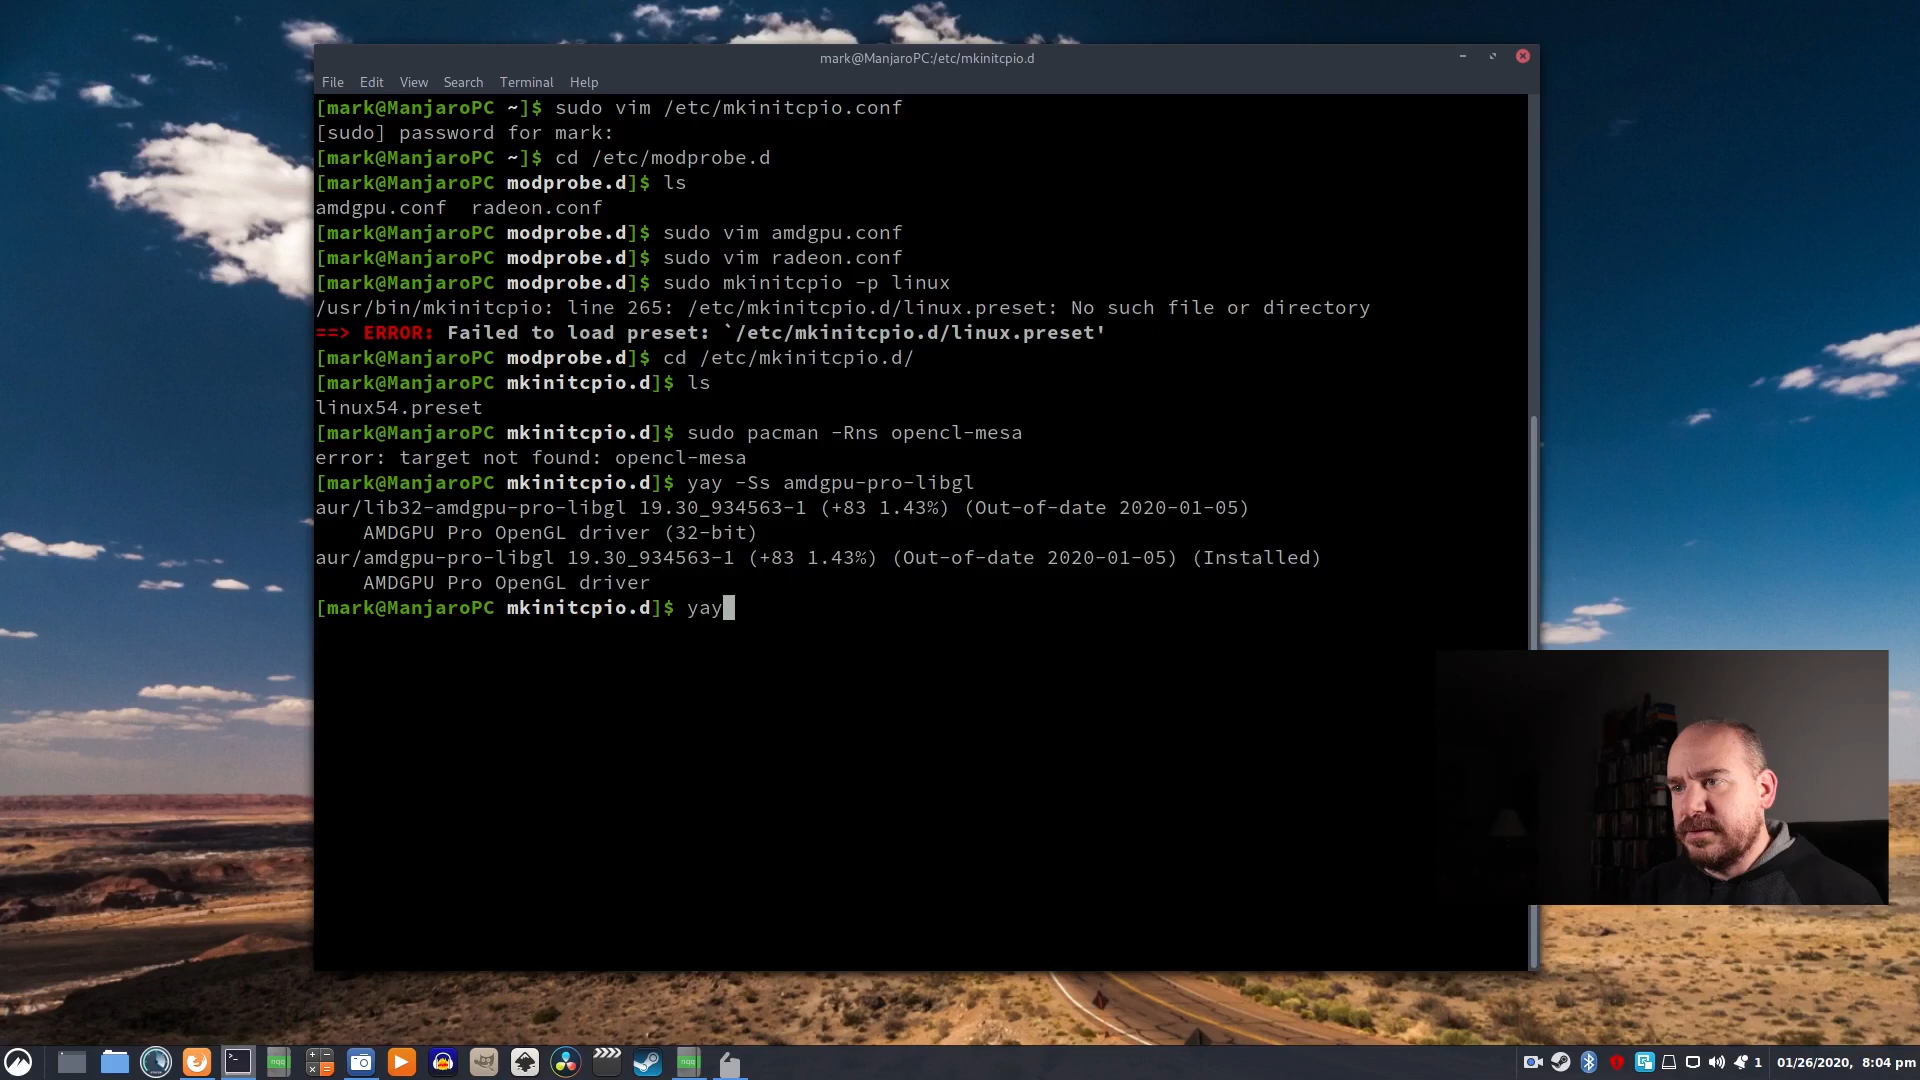 mark@ManjaroPC:/etc/mkinitcpio.d
File Edit View Search Terminal Help
[mark@ManjaroPC ~]$ sudo vim /etc/mkinitcpio.conf
[sudo] password for mark:
[mark@ManjaroPC ~]$ cd /etc/modprobe.d
[mark@ManjaroPC modprobe.d]$ ls
amdgpu.conf  radeon.conf
[mark@ManjaroPC modprobe.d]$ sudo vim amdgpu.conf
[mark@ManjaroPC modprobe.d]$ sudo vim radeon.conf
[mark@ManjaroPC modprobe.d]$ sudo mkinitcpio -p linux
/usr/bin/mkinitcpio: line 265: /etc/mkinitcpio.d/linux.preset: No such file or directory
==> ERROR: Failed to load preset: `/etc/mkinitcpio.d/linux.preset'
[mark@ManjaroPC modprobe.d]$ cd /etc/mkinitcpio.d/
[mark@ManjaroPC mkinitcpio.d]$ ls
linux54.preset
[mark@ManjaroPC mkinitcpio.d]$ sudo pacman -Rns opencl-mesa
error: target not found: opencl-mesa
[mark@ManjaroPC mkinitcpio.d]$ yay -Ss amdgpu-pro-libgl
aur/lib32-amdgpu-pro-libgl 19.30_934563-1 (+83 1.43%) (Out-of-date 2020-01-05)
    AMDGPU Pro OpenGL driver (32-bit)
aur/amdgpu-pro-libgl 19.30_934563-1 (+83 1.43%) (Out-of-date 2020-01-05) (Installed)
    AMDGPU Pro OpenGL driver
[mark@ManjaroPC mkinitcpio.d]$ yay
nqq
nqq
1
01/26/2020, 8:04 pm